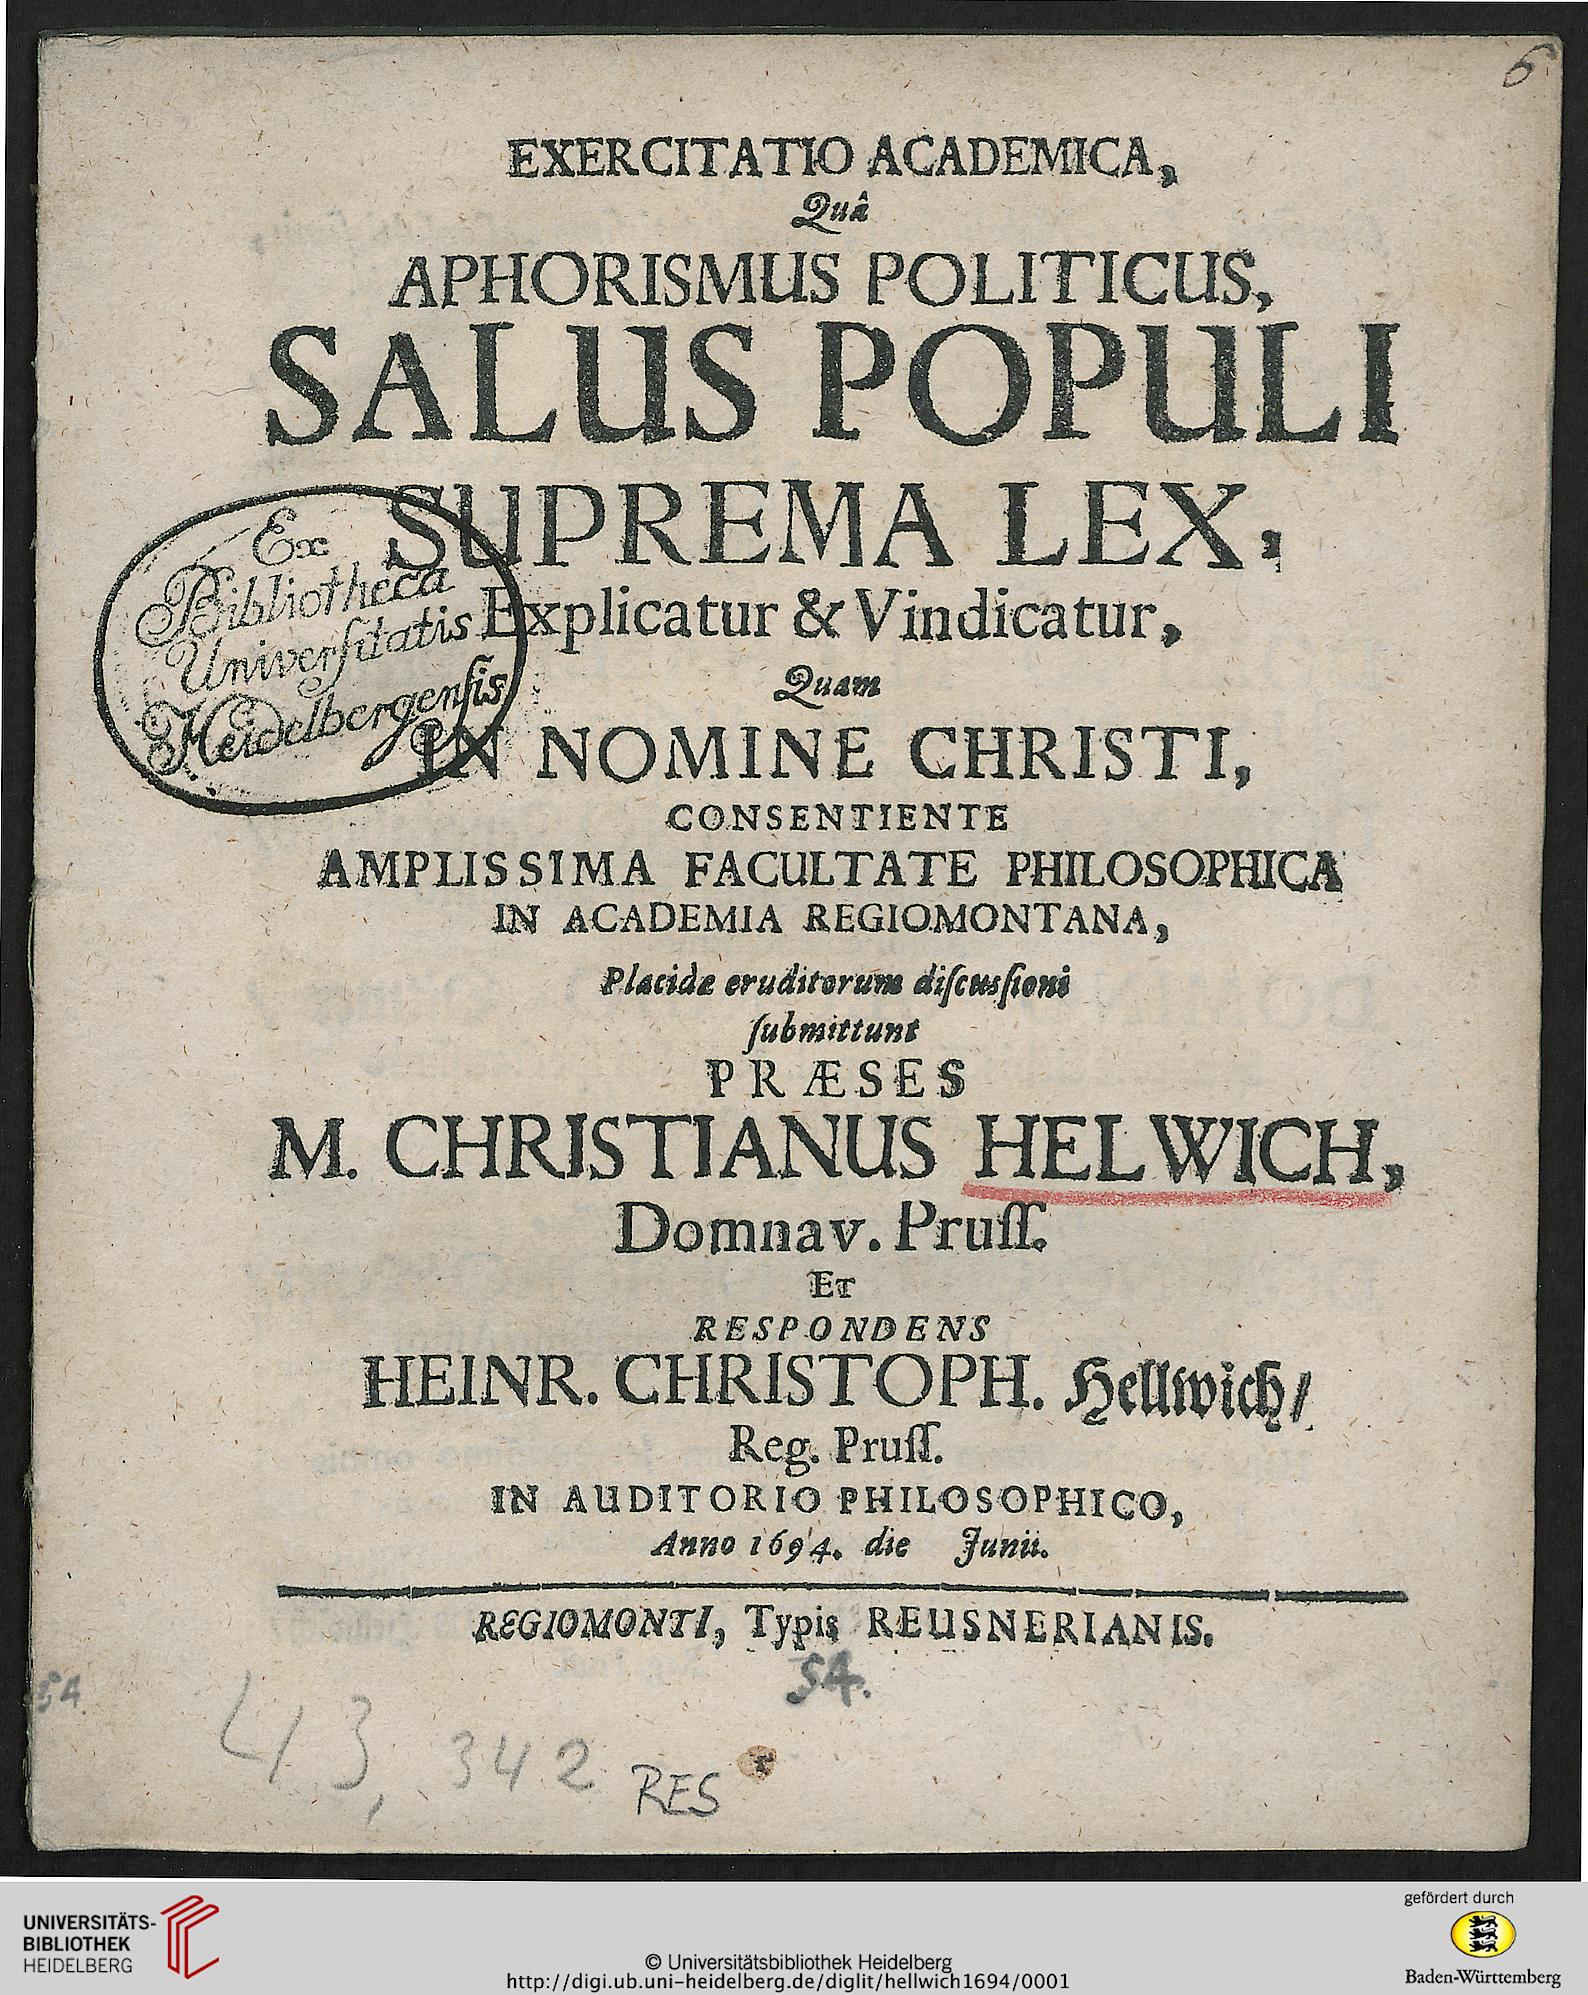 6
EXERCITATIO ACADEMICA,
Quâ
APHORISMUS POLITICUS,
SALUS POPULI
SUPREMA LEX,
Explicatur & Vindicatur,
Quam
IN NOMINE CHRISTI,
CONSENTIENTE
AMPLISSIMA FACULTATE PHILOSOPHICA
IN ACADEMIA REGIOMONTANA,
Placidæ eruditorum diſcusſioni
ſubmittunt
PRÆSES
M. CHRISTIANUS HELWICH,
Domnav. Pruſſ.
ET
RESPONDENS
HEINR. CHRISTOPH. Hellwich/
Reg. Pruſſ.
IN AUDITORIO PHILOSOPHICO,
Anno 1694. die Junii.
REGIOMONTI, Typis REUSNERIANIS.
Ex
Bibliotheca
Univerſitatis
Heidelbergenſis
54.
54.
43, 342 RES
UNIVERSITÄTS-
BIBLIOTHEK
HEIDELBERG
© Universitätsbibliothek Heidelberg
http://digi.ub.uni-heidelberg.de/diglit/hellwich1694/0001
gefördert durch
Baden-Württemberg